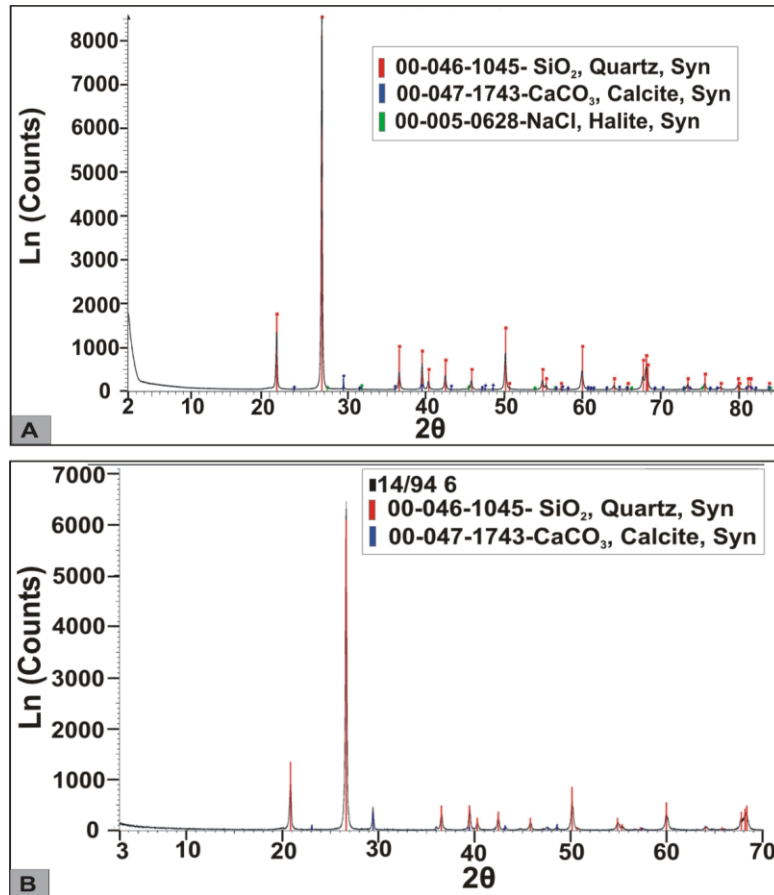 8000
7000
6000
5000
4000
3000
2000
1000
0
Ln (Counts)
00-046-1045- SiO₂, Quartz, Syn
00-047-1743-CaCO₃, Calcite, Syn
00-005-0628-NaCl, Halite, Syn
2 10 20 30 40 50 60 70 80
2θ
A
7000
6000
5000
4000
3000
2000
1000
0
Ln (Counts)
14/94 6
00-046-1045- SiO₂, Quartz, Syn
00-047-1743-CaCO₃, Calcite, Syn
3 10 20 30 40 50 60 70
2θ
B